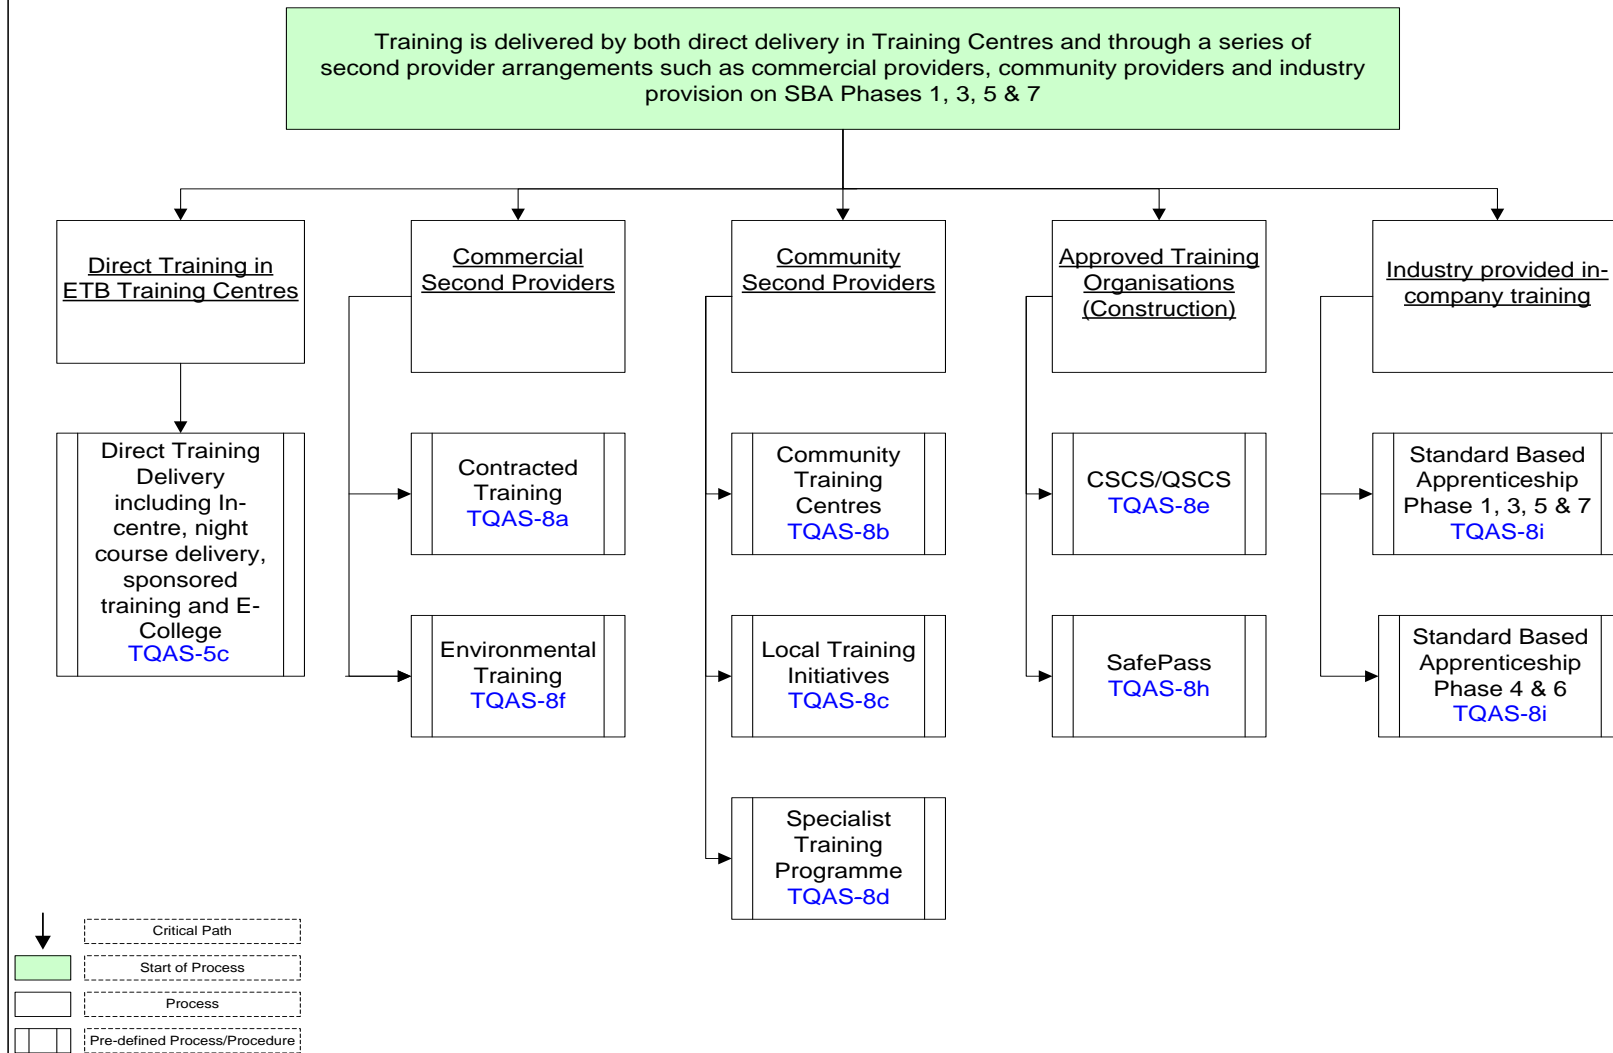 Training is delivered by both direct delivery in Training Centres and through a series of
second provider arrangements such as commercial providers, community providers and industry
provision on SBA Phases 1, 3, 5 & 7
Direct Training in
ETB Training Centres
Commercial
Second Providers
Community
Second Providers
Approved Training
Organisations
(Construction)
Industry provided in-
company training
Direct Training
Delivery
including In-
centre, night
course delivery,
sponsored
training and E-
College
TQAS-5c
Contracted
Training
TQAS-8a
Community
Training
Centres
TQAS-8b
CSCS/QSCS
TQAS-8e
Standard Based
Apprenticeship
Phase 1, 3, 5 & 7
TQAS-8i
Environmental
Training
TQAS-8f
Local Training
Initiatives
TQAS-8c
SafePass
TQAS-8h
Standard Based
Apprenticeship
Phase 4 & 6
TQAS-8i
Specialist
Training
Programme
TQAS-8d
Critical Path
Start of Process
Process
Pre-defined Process/Procedure